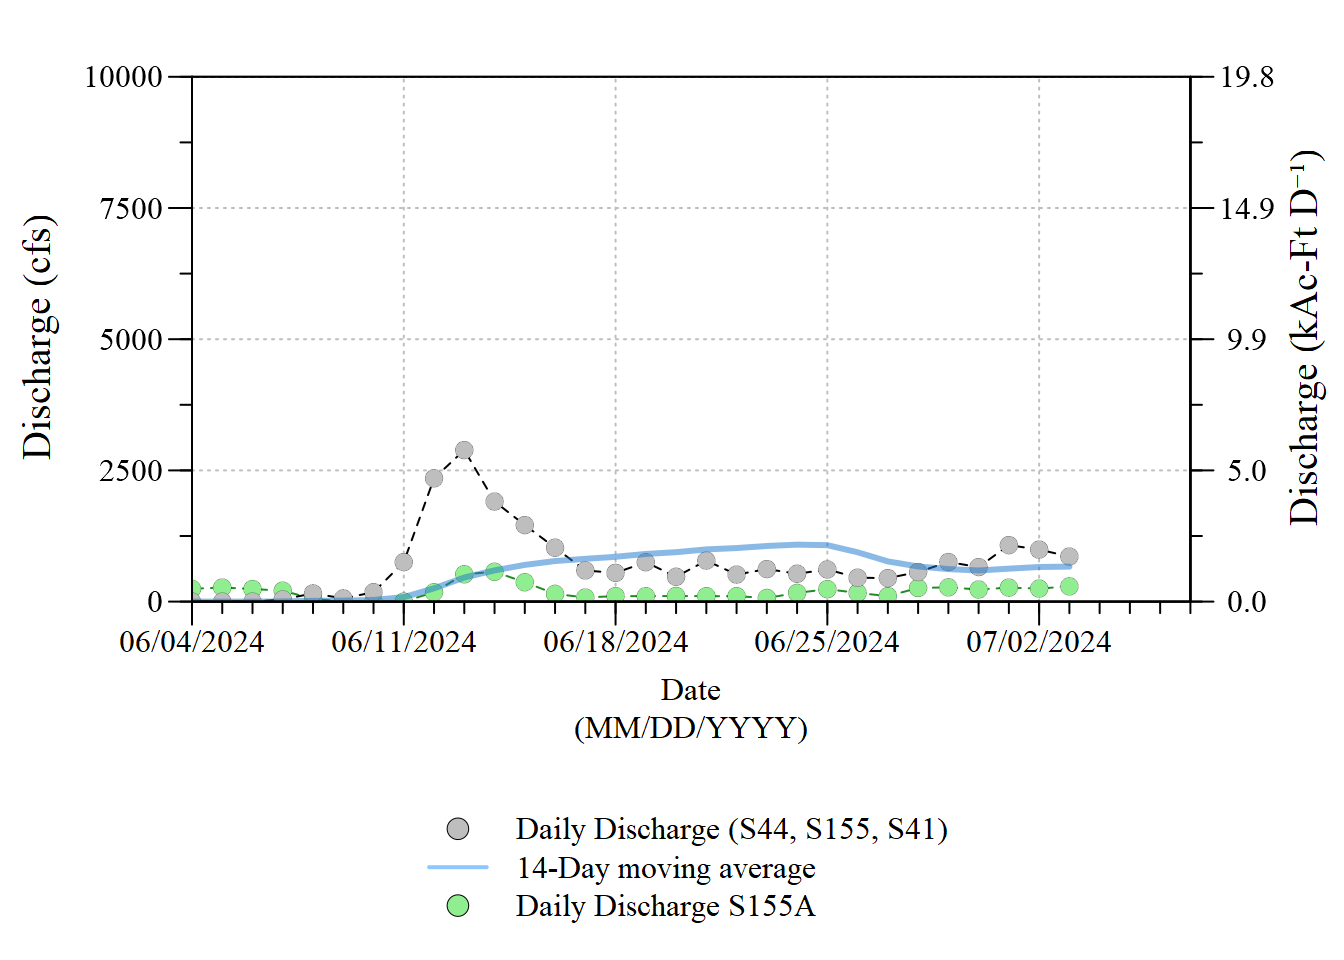 10000
7500
5000
2500
0
Discharge (cfs)
19.8
14.9
9.9
5.0
0.0
Discharge (kAc-Ft D⁻¹)
06/04/2024 06/11/2024 06/18/2024 06/25/2024 07/02/2024
Date
(MM/DD/YYYY)
Daily Discharge (S44, S155, S41)
14-Day moving average
Daily Discharge S155A